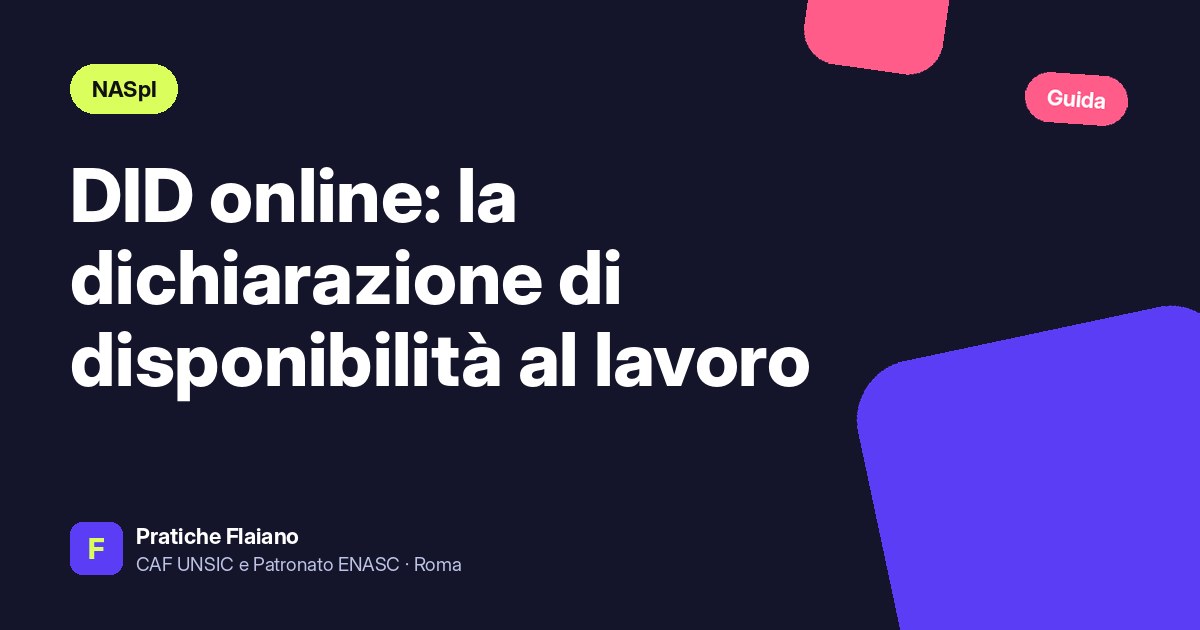 NASpI
Guida
DID online: la
dichiarazione di
disponibilità al lavoro
F
Pratiche Flaiano
CAF UNSIC e Patronato ENASC · Roma